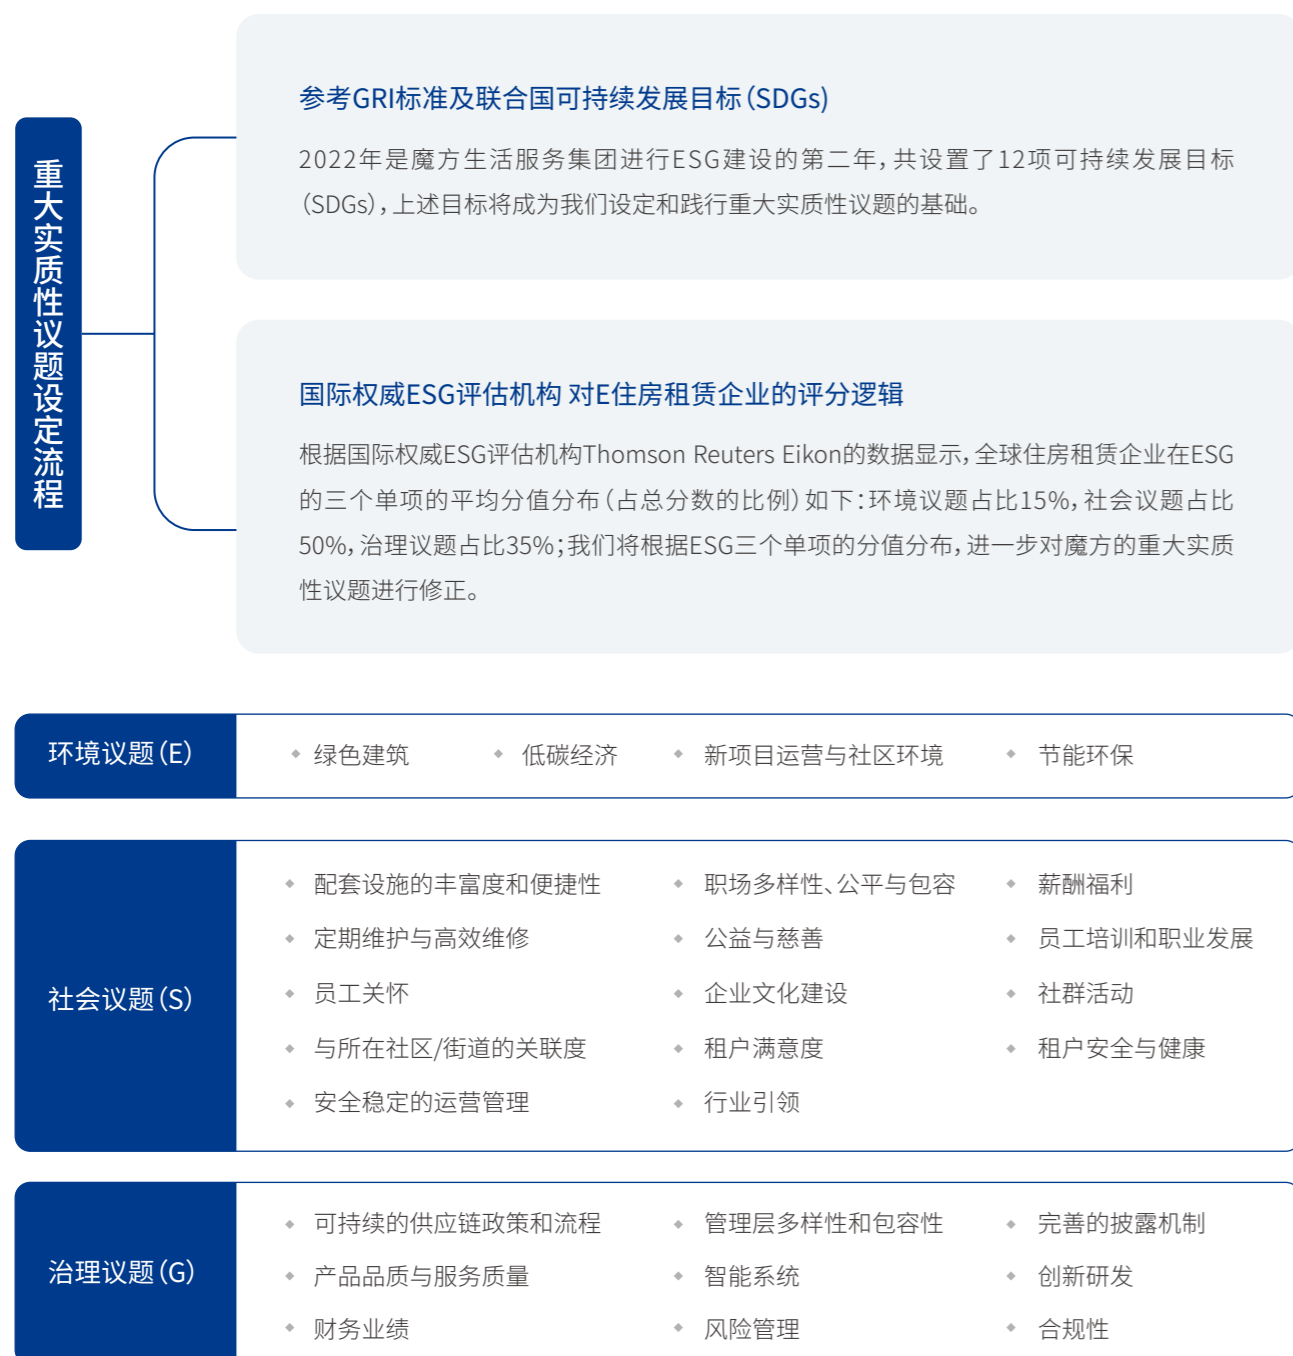 重大实质性议题设定流程
参考GRI标准及联合国可持续发展目标（SDGs)
2022年是魔方生活服务集团进行ESG建设的第二年，共设置了12项可持续发展目标
（SDGs），上述目标将成为我们设定和践行重大实质性议题的基础。
国际权威ESG评估机构 对E住房租赁企业的评分逻辑
根据国际权威ESG评估机构Thomson Reuters Eikon的数据显示，全球住房租赁企业在ESG
的三个单项的平均分值分布（占总分数的比例）如下：环境议题占比15%，社会议题占比
50%，治理议题占比35%；我们将根据ESG三个单项的分值分布，进一步对魔方的重大实质
性议题进行修正。
环境议题（E）
◆ 绿色建筑 ◆ 低碳经济 ◆ 新项目运营与社区环境 ◆ 节能环保
社会议题（S）
◆ 配套设施的丰富度和便捷性 ◆ 职场多样性、公平与包容 ◆ 薪酬福利
◆ 定期维护与高效维修 ◆ 公益与慈善 ◆ 员工培训和职业发展
◆ 员工关怀 ◆ 企业文化建设 ◆ 社群活动
◆ 与所在社区/街道的关联度 ◆ 租户满意度 ◆ 租户安全与健康
◆ 安全稳定的运营管理 ◆ 行业引领
治理议题（G）
◆ 可持续的供应链政策和流程 ◆ 管理层多样性和包容性 ◆ 完善的披露机制
◆ 产品品质与服务质量 ◆ 智能系统 ◆ 创新研发
◆ 财务业绩 ◆ 风险管理 ◆ 合规性